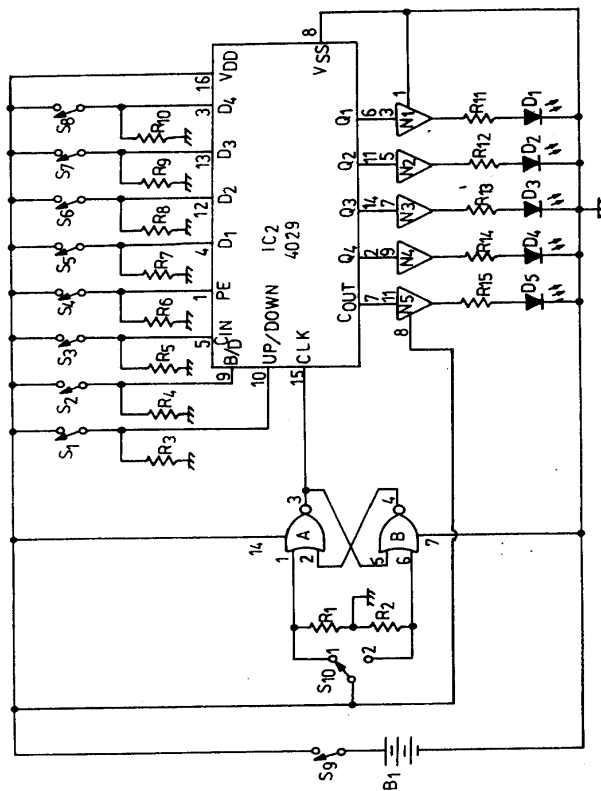 S1
S2
S3
S4
S5
S6
S7
S8
R3
R4
R5
R6
R7
R8
R9
R10
10
9
5
1
4
12
13
3
16
UP/DOWN
B/D
CIN
PE
D1
D2
D3
D4
VDD
15
CLK
IC2
4029
VSS
8
COUT
Q4
Q3
Q2
Q1
7
2
14
11
6
11
9
7
5
3
N5
N4
N3
N2
N1
8
1
R15
R14
R13
R12
R11
D5
D4
D3
D2
D1
14
1
2
A
3
5
6
B
4
7
R1
R2
S10
1
2
S9
B1